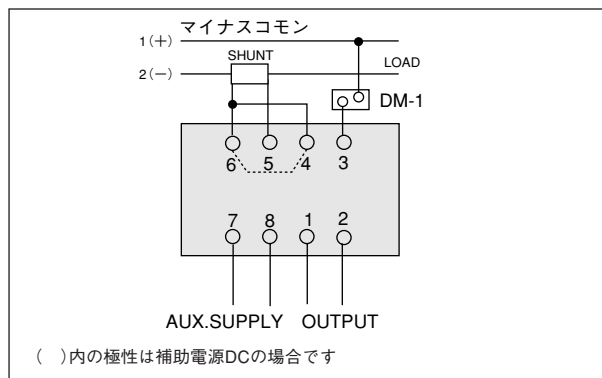 マイナスコモン
1(+)
SHUNT
2(−)
LOAD
DM-1
6 5 4 3
7 8 1 2
AUX.SUPPLY OUTPUT
( )内の極性は補助電源DCの場合です